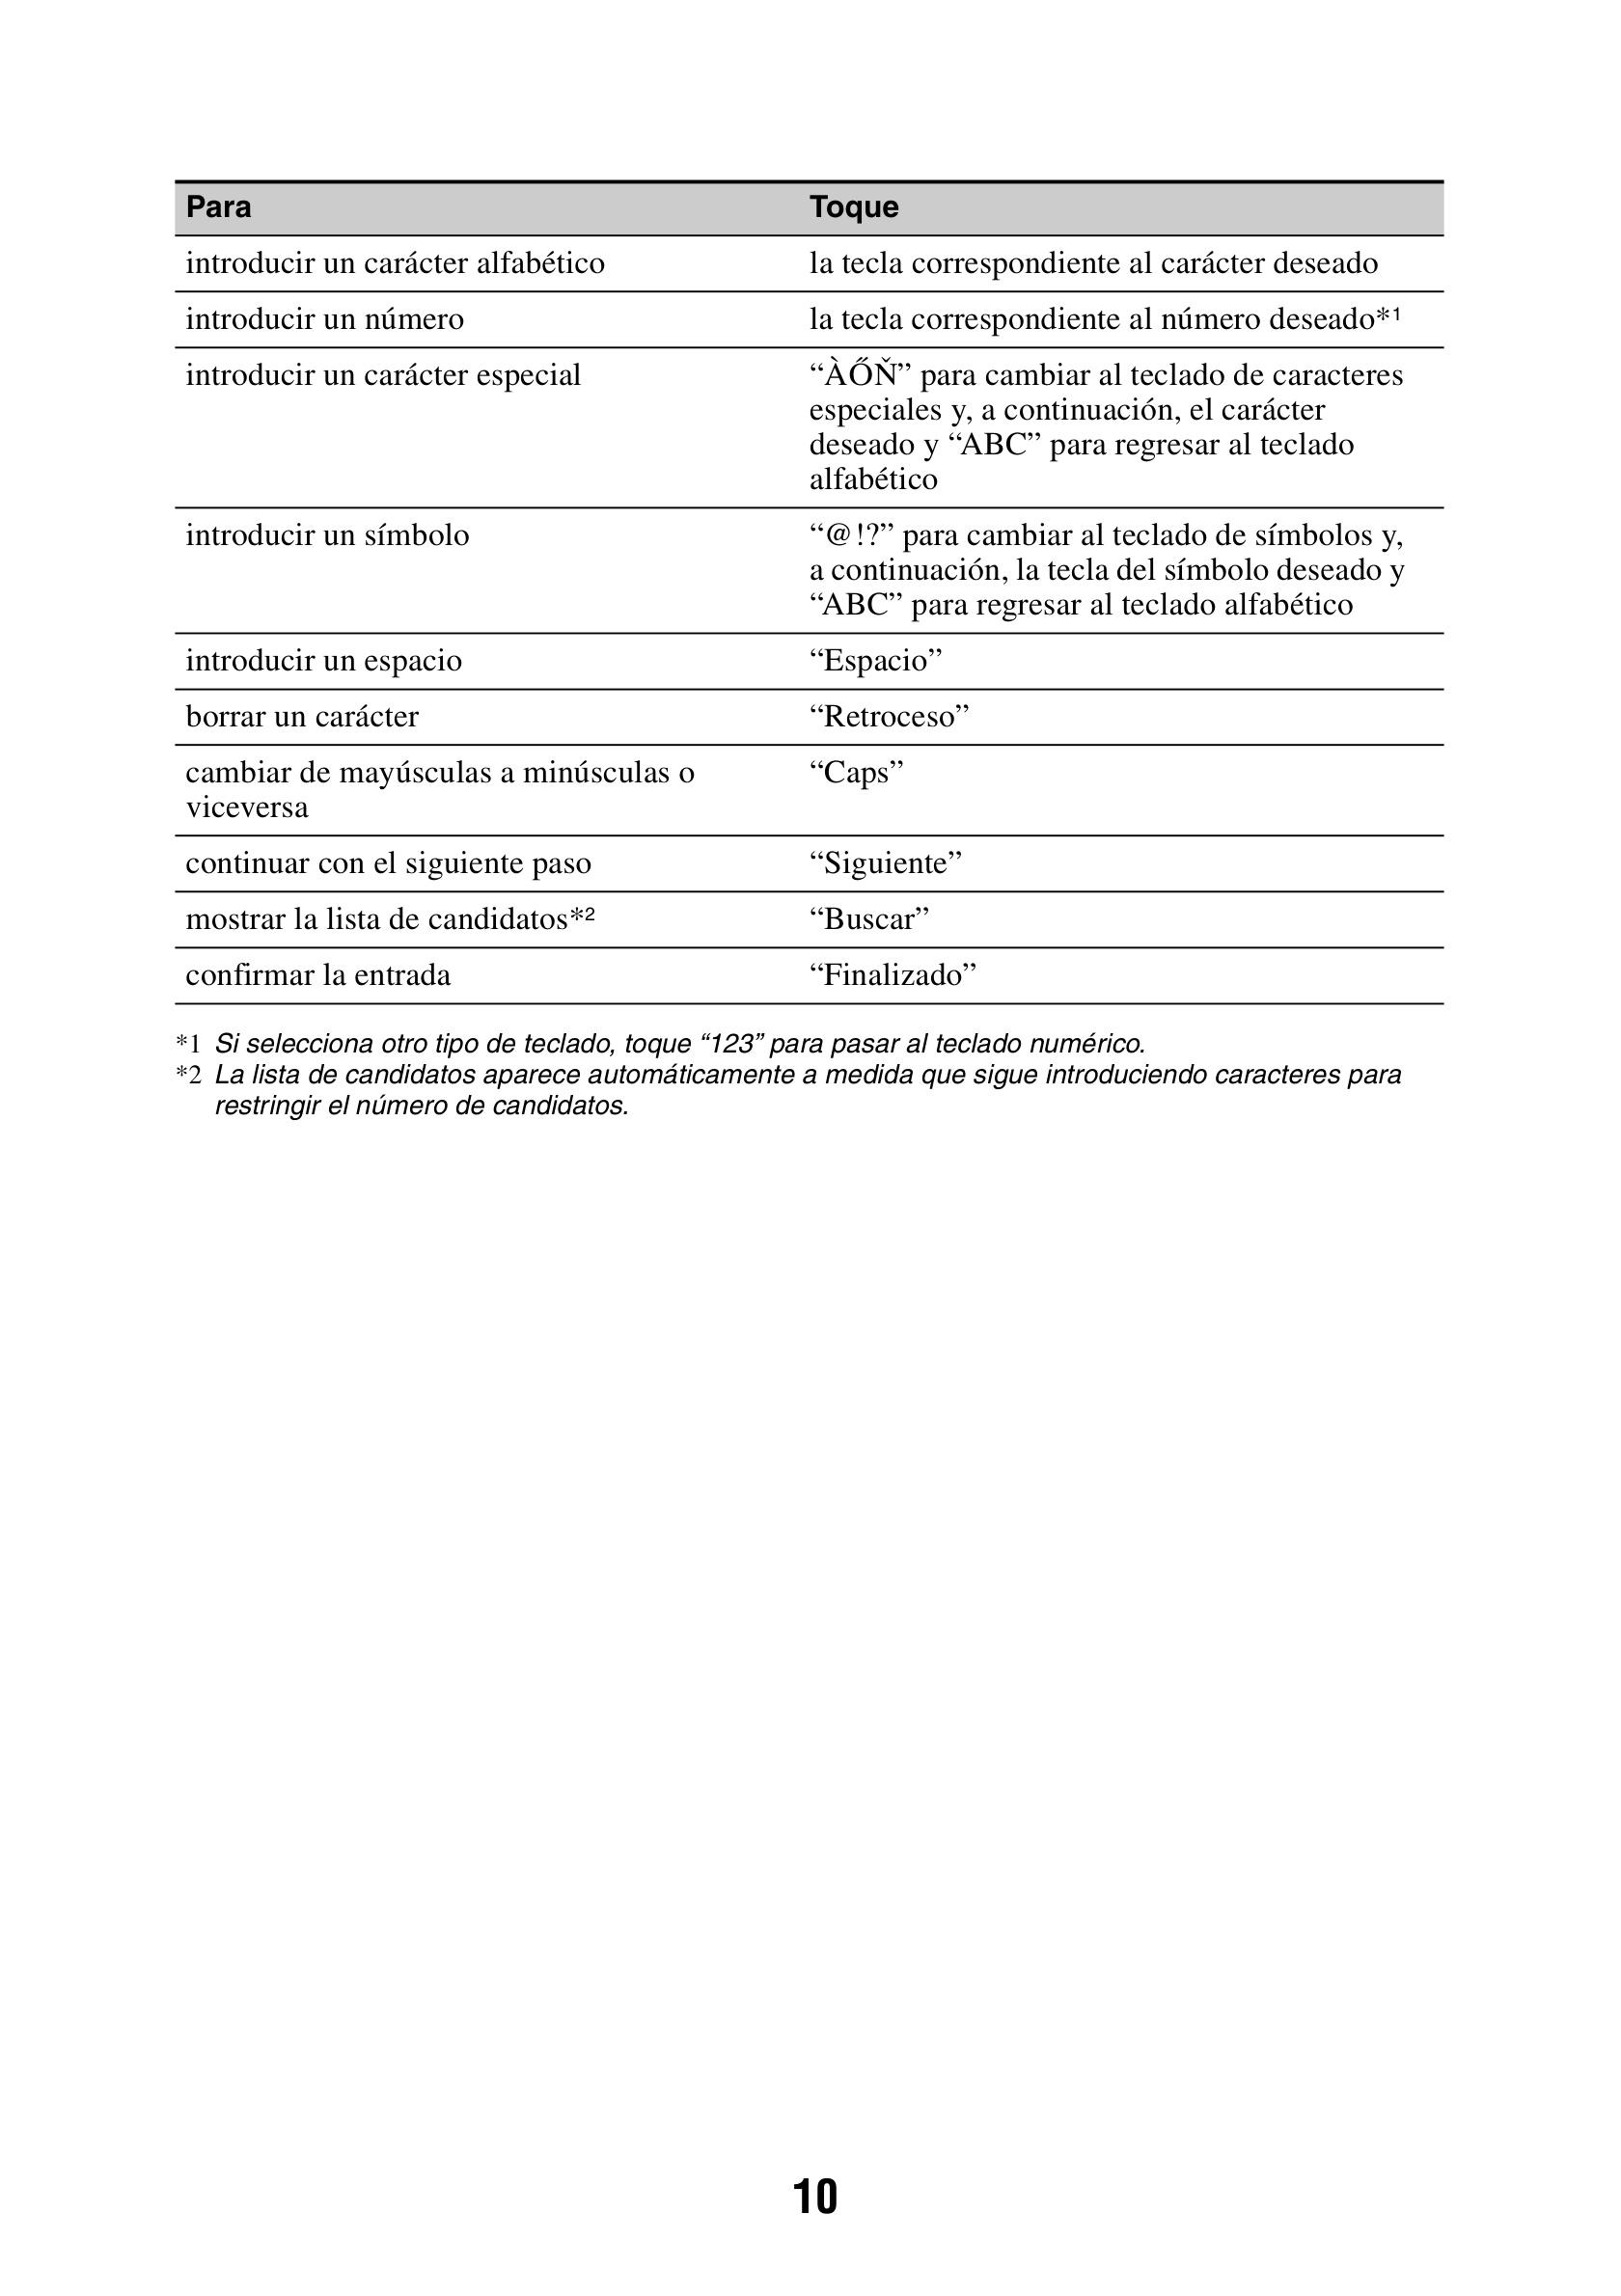 Para Toque
introducir un carácter alfabético la tecla correspondiente al carácter deseado
introducir un número la tecla correspondiente al número deseado*1
introducir un carácter especial “ÀŐŇ” para cambiar al teclado de caracteres
especiales y, a continuación, el carácter
deseado y “ABC” para regresar al teclado
alfabético
introducir un símbolo “@!?” para cambiar al teclado de símbolos y,
a continuación, la tecla del símbolo deseado y
“ABC” para regresar al teclado alfabético
introducir un espacio “Espacio”
borrar un carácter “Retroceso”
cambiar de mayúsculas a minúsculas o “Caps”
viceversa
continuar con el siguiente paso “Siguiente”
mostrar la lista de candidatos*2 “Buscar”
confirmar la entrada “Finalizado”
*1 Si selecciona otro tipo de teclado, toque “123” para pasar al teclado numérico.
*2 La lista de candidatos aparece automáticamente a medida que sigue introduciendo caracteres para
restringir el número de candidatos.
10